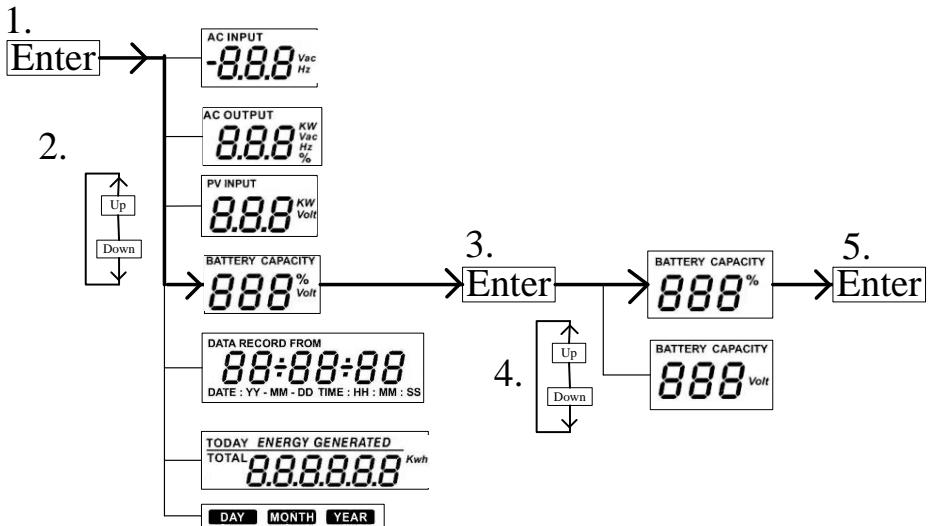 1.
Enter
AC INPUT
-8.8.8 Vac
Hz
2.
Up
Down
AC OUTPUT
8.8.8 KW
Vac
Hz
%
PV INPUT
8.8.8 KW
Volt
BATTERY CAPACITY
888 %
Volt
3.
Enter
4.
Up
Down
BATTERY CAPACITY
888 %
BATTERY CAPACITY
888 Volt
5.
Enter
DATA RECORD FROM
88:88:88
DATE : YY - MM - DD TIME : HH : MM : SS
TODAY ENERGY GENERATED
TOTAL 8.8.8.8.8.8 Kwh
DAY MONTH YEAR